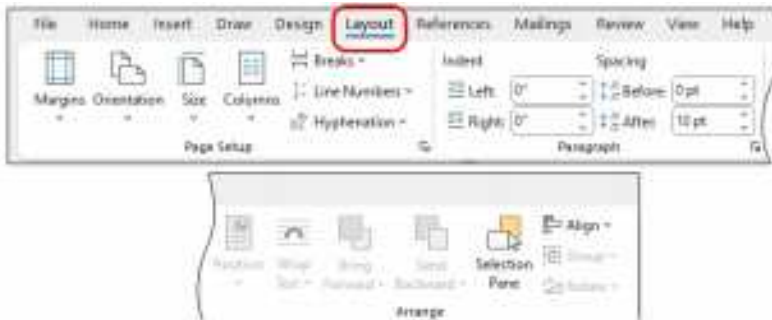 File Home Insert Draw Design Layout References Mailings Review View Help
Breaks Indent Spacing
Line Numbers Left: 0" Before: 0 pt
Margins Orientation Size Columns
Hyphenation Right: 0" After: 10 pt
Page Setup Paragraph
Align
Position Wrap Bring Send Selection Group
Text Forward Backward Pane Rotate
Arrange